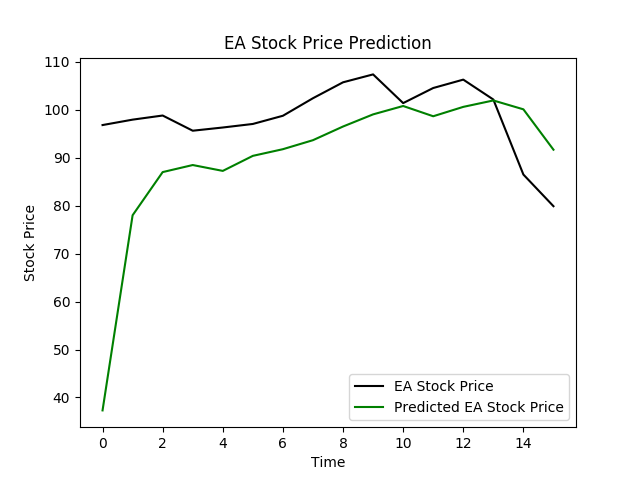 EA Stock Price Prediction
110
100
90
80
70
60
50
40
Stock Price
0 2 4 6 8 10 12 14
Time
EA Stock Price
Predicted EA Stock Price